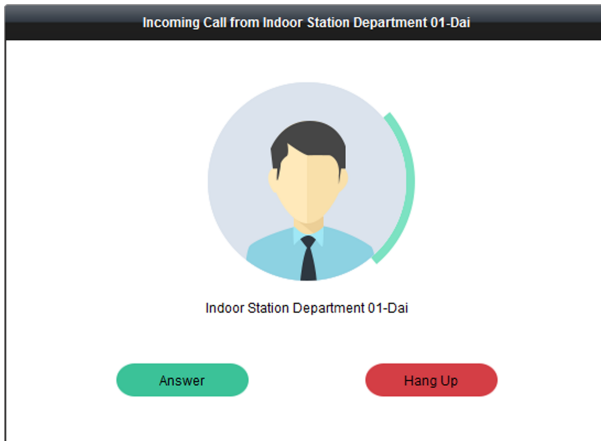 Incoming Call from Indoor Station Department 01-Dai
Indoor Station Department 01-Dai
Answer
Hang Up